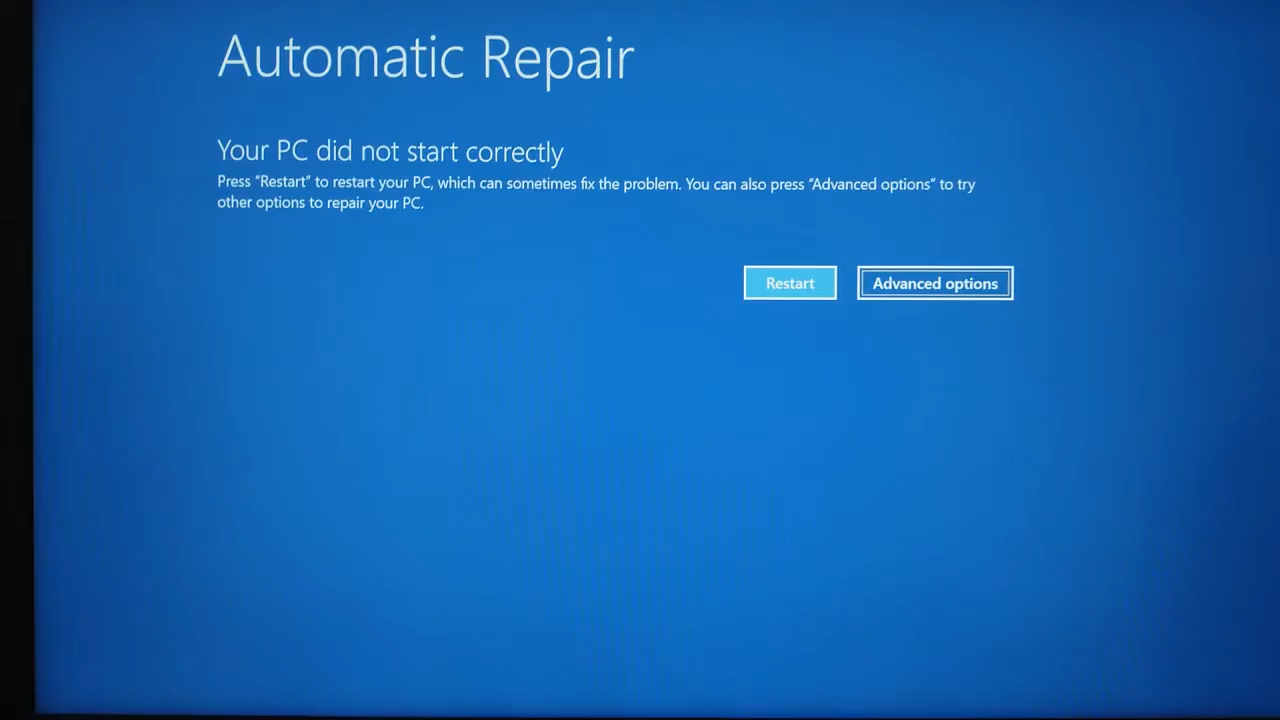 Automatic Repair
Your PC did not start correctly
Press “Restart” to restart your PC, which can sometimes fix the problem. You can also press “Advanced options” to try
other options to repair your PC.
Restart
Advanced options